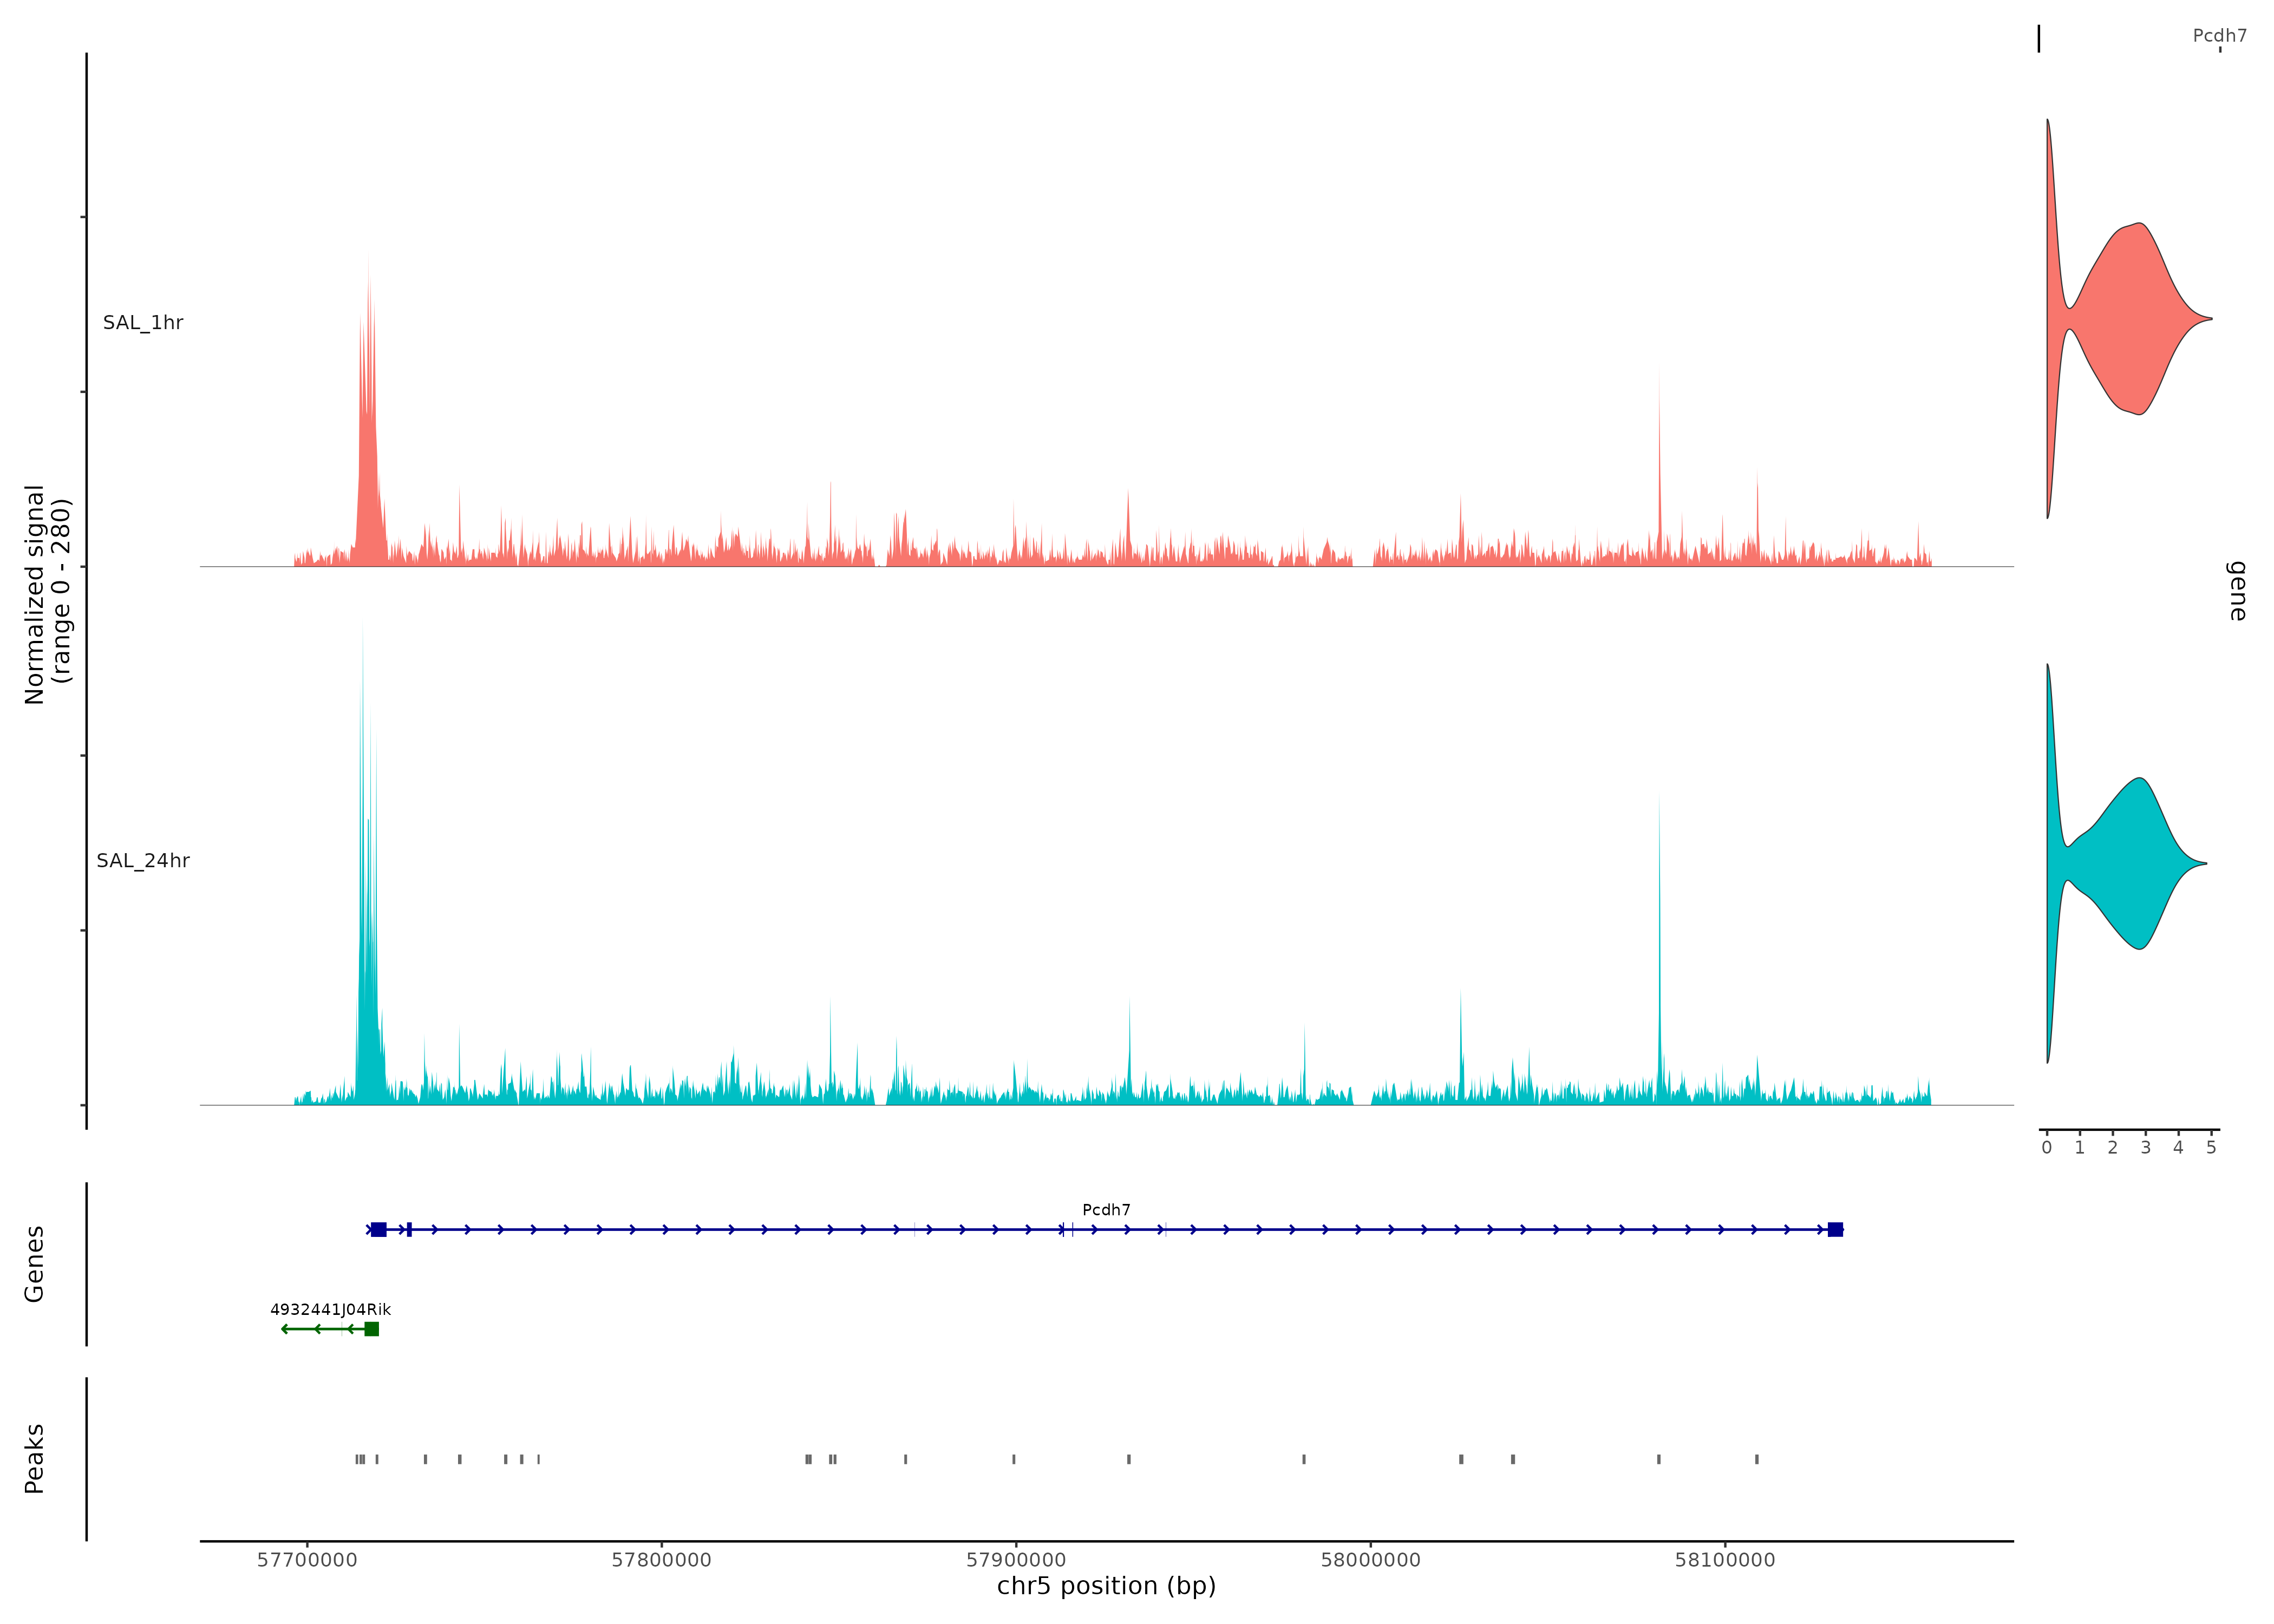 Pcdh7
Normalized signal
(range 0 - 280)
SAL_1hr
SAL_24hr
gene
0 1 2 3 4 5
Genes
Pcdh7
4932441J04Rik
Peaks
57700000 57800000 57900000 58000000 58100000
chr5 position (bp)